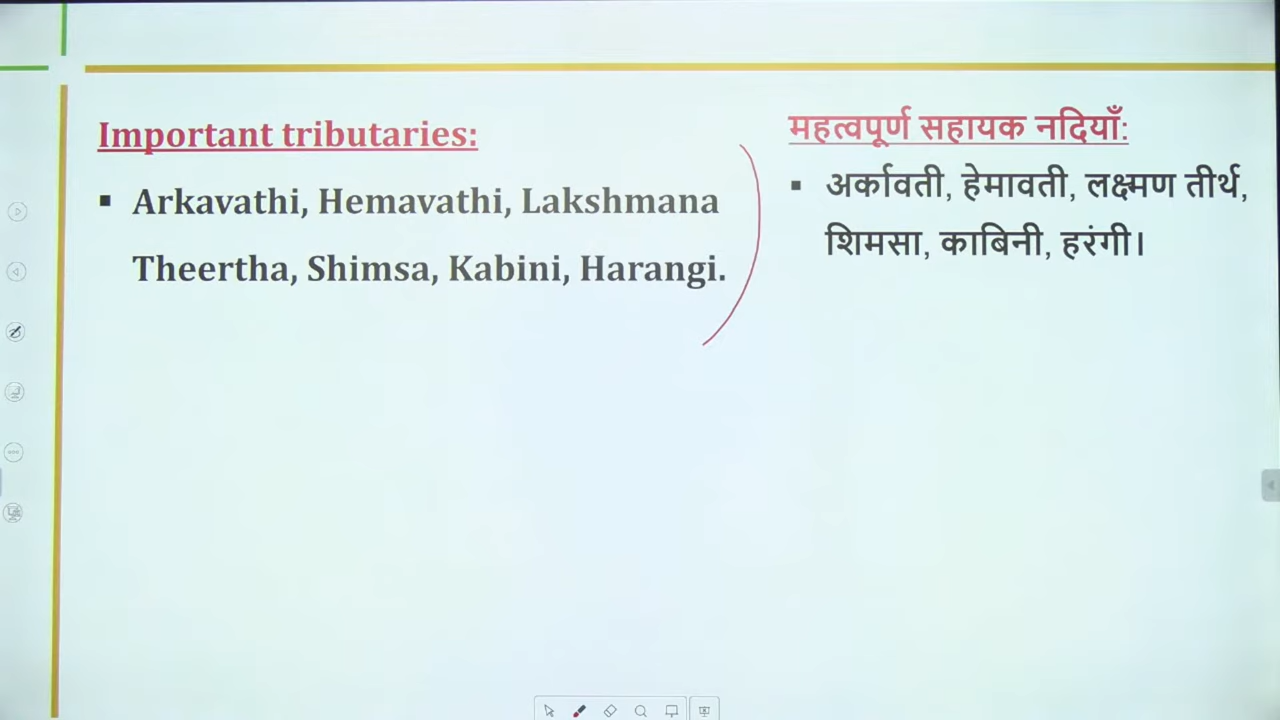 Important tributaries:
▪ Arkavathi, Hemavathi, Lakshmana
Theertha, Shimsa, Kabini, Harangi.
महत्वपूर्ण सहायक नदियाँ:
▪ अर्कावती, हेमावती, लक्ष्मण तीर्थ,
शिमसा, काबिनी, हरंगी।